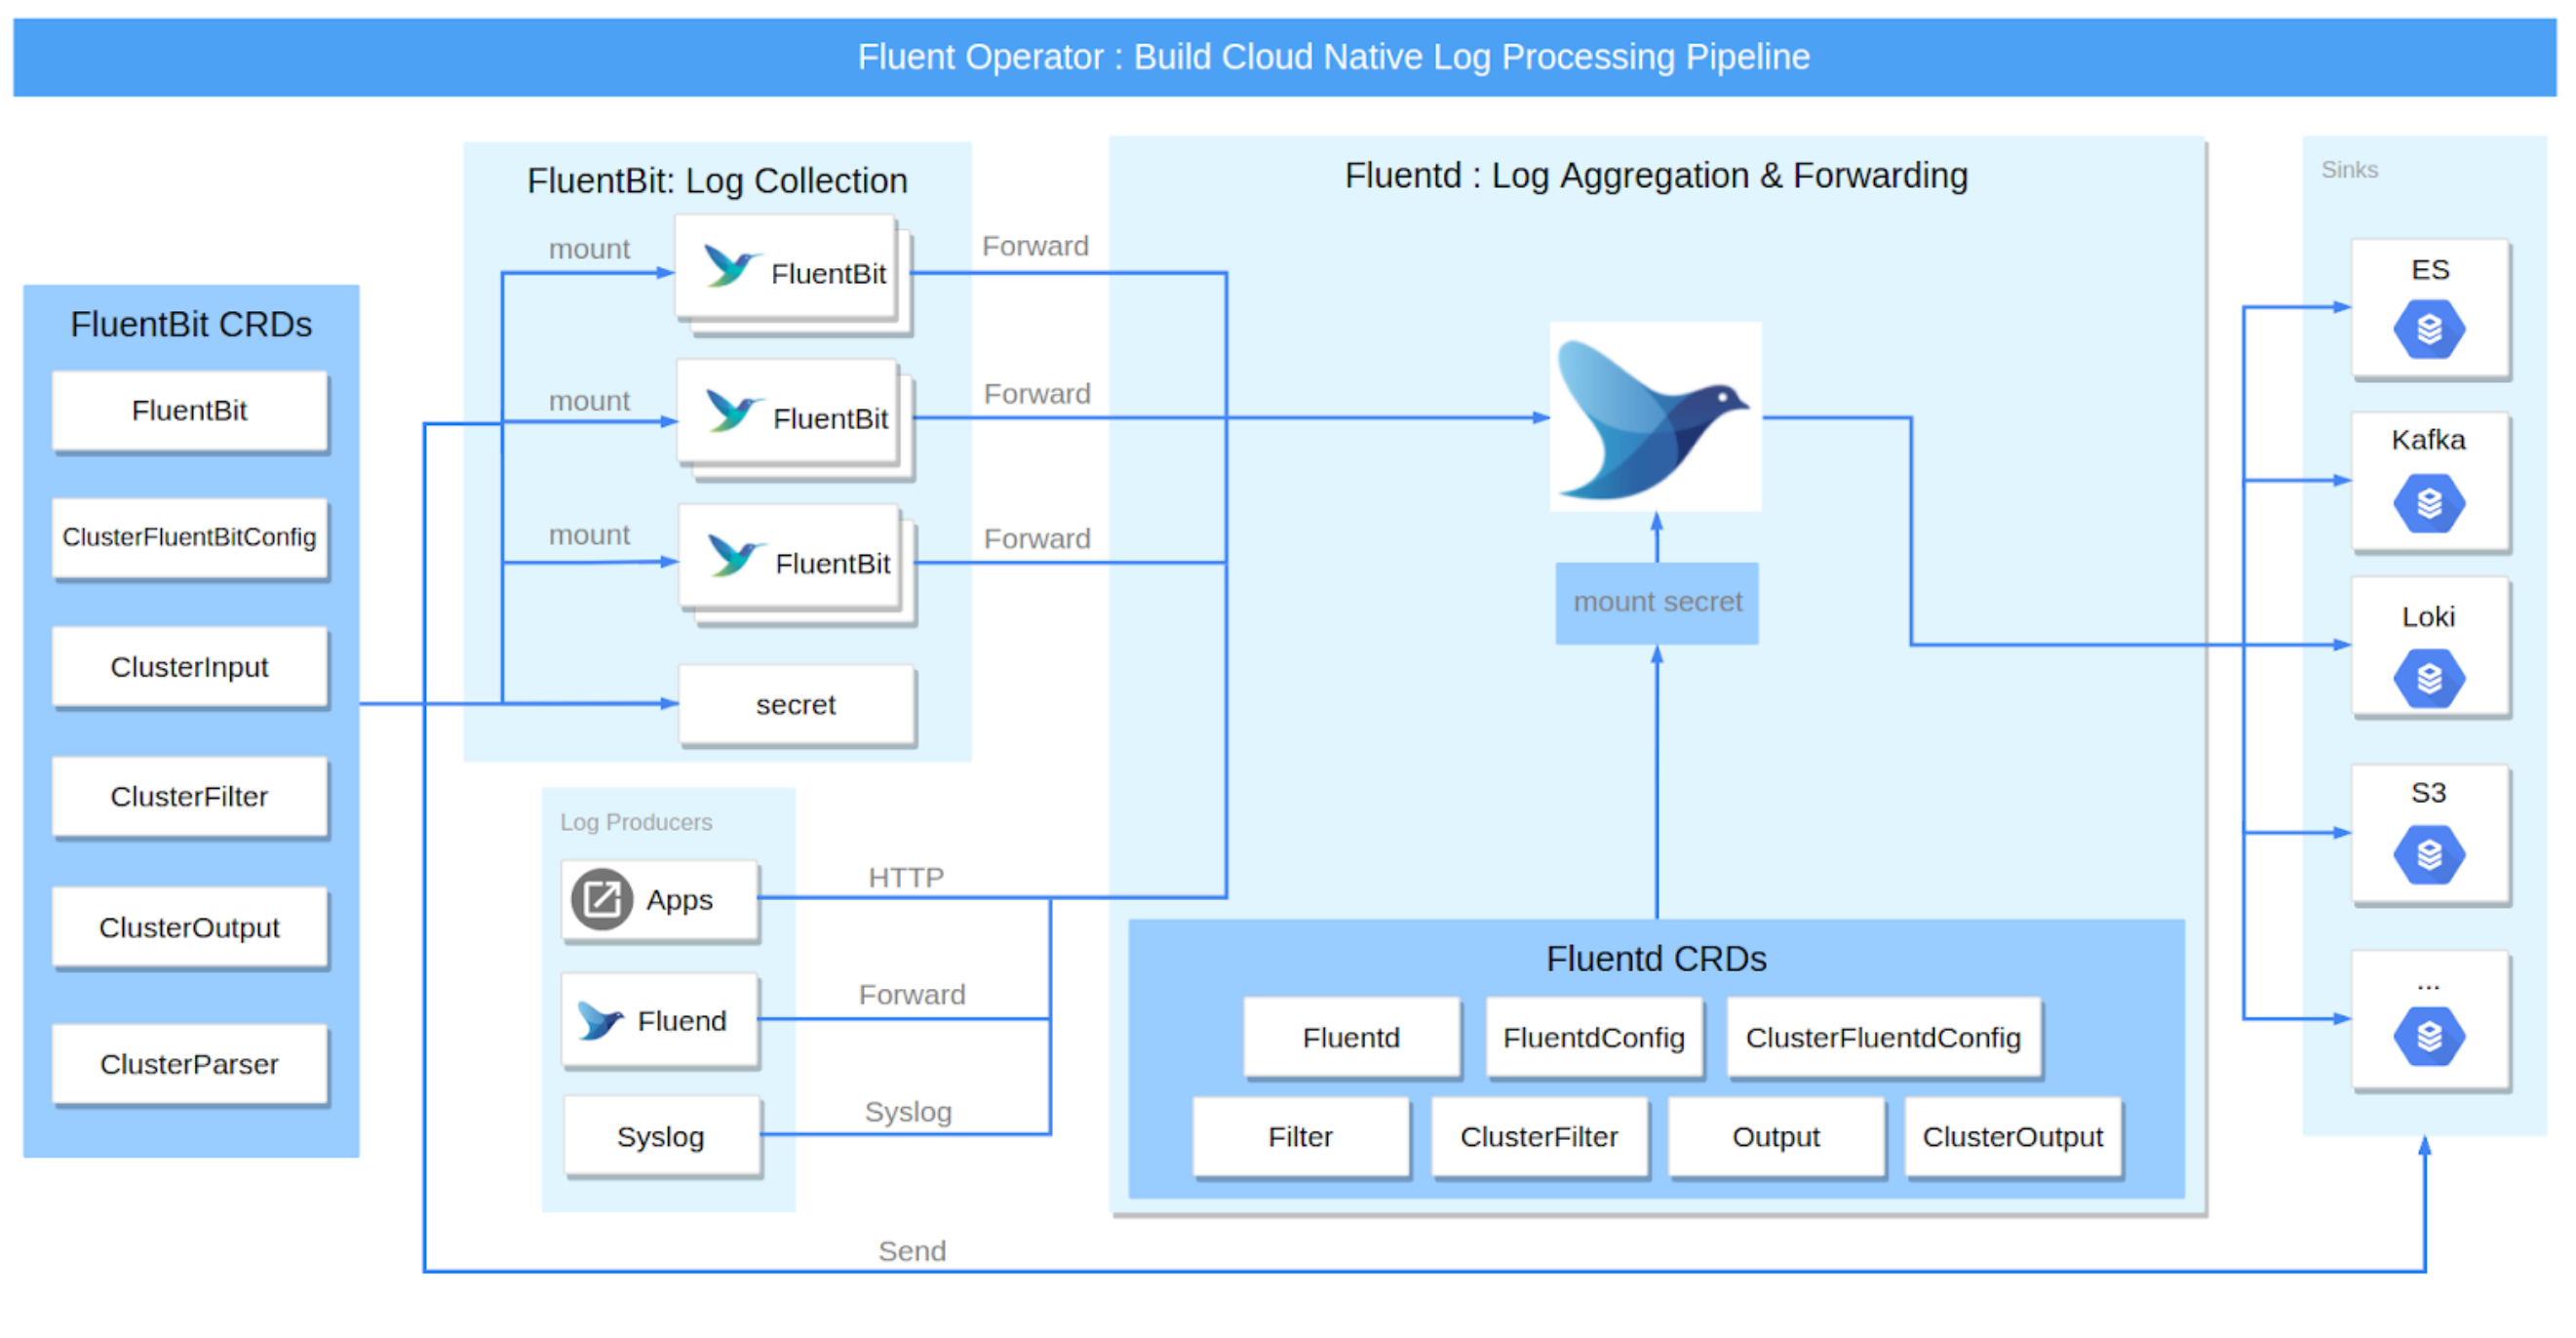 Fluent Operator : Build Cloud Native Log Processing Pipeline
FluentBit CRDs
FluentBit
ClusterFluentBitConfig
ClusterInput
ClusterFilter
ClusterOutput
ClusterParser
FluentBit: Log Collection
mount
FluentBit
Forward
mount
FluentBit
Forward
mount
FluentBit
Forward
secret
Log Producers
Apps
HTTP
Fluend
Forward
Syslog
Syslog
Send
Fluentd : Log Aggregation & Forwarding
mount secret
Fluentd CRDs
Fluentd
FluentdConfig
ClusterFluentdConfig
Filter
ClusterFilter
Output
ClusterOutput
Sinks
ES
Kafka
Loki
S3
...